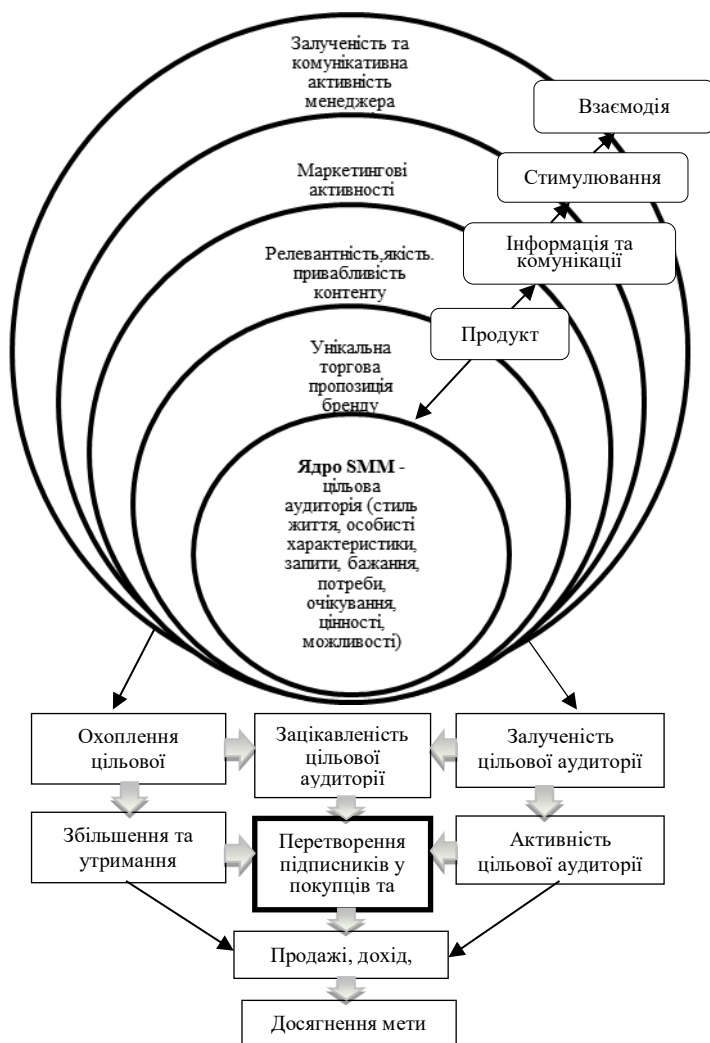 Залученість та
комунікативна
активність
менеджера
Взаємодія
Стимулювання
Маркетингові
активності
Інформація та
комунікації
Релевантність,якість.
привабливість
контенту
Продукт
Унікальна
торгова
пропозиція
бренду
Ядро SMM -
цільова
аудиторія (стиль
життя, особисті
характеристики,
запити, бажання,
потреби,
очікування,
цінності,
можливості)
Охоплення
цільової
Зацікавленість
цільової
аудиторії
Залученість
цільової аудиторії
Збільшення та
утримання
Перетворення
підписників у
покупців та
Активність
цільової аудиторії
Продажі, дохід,
Досягнення мети